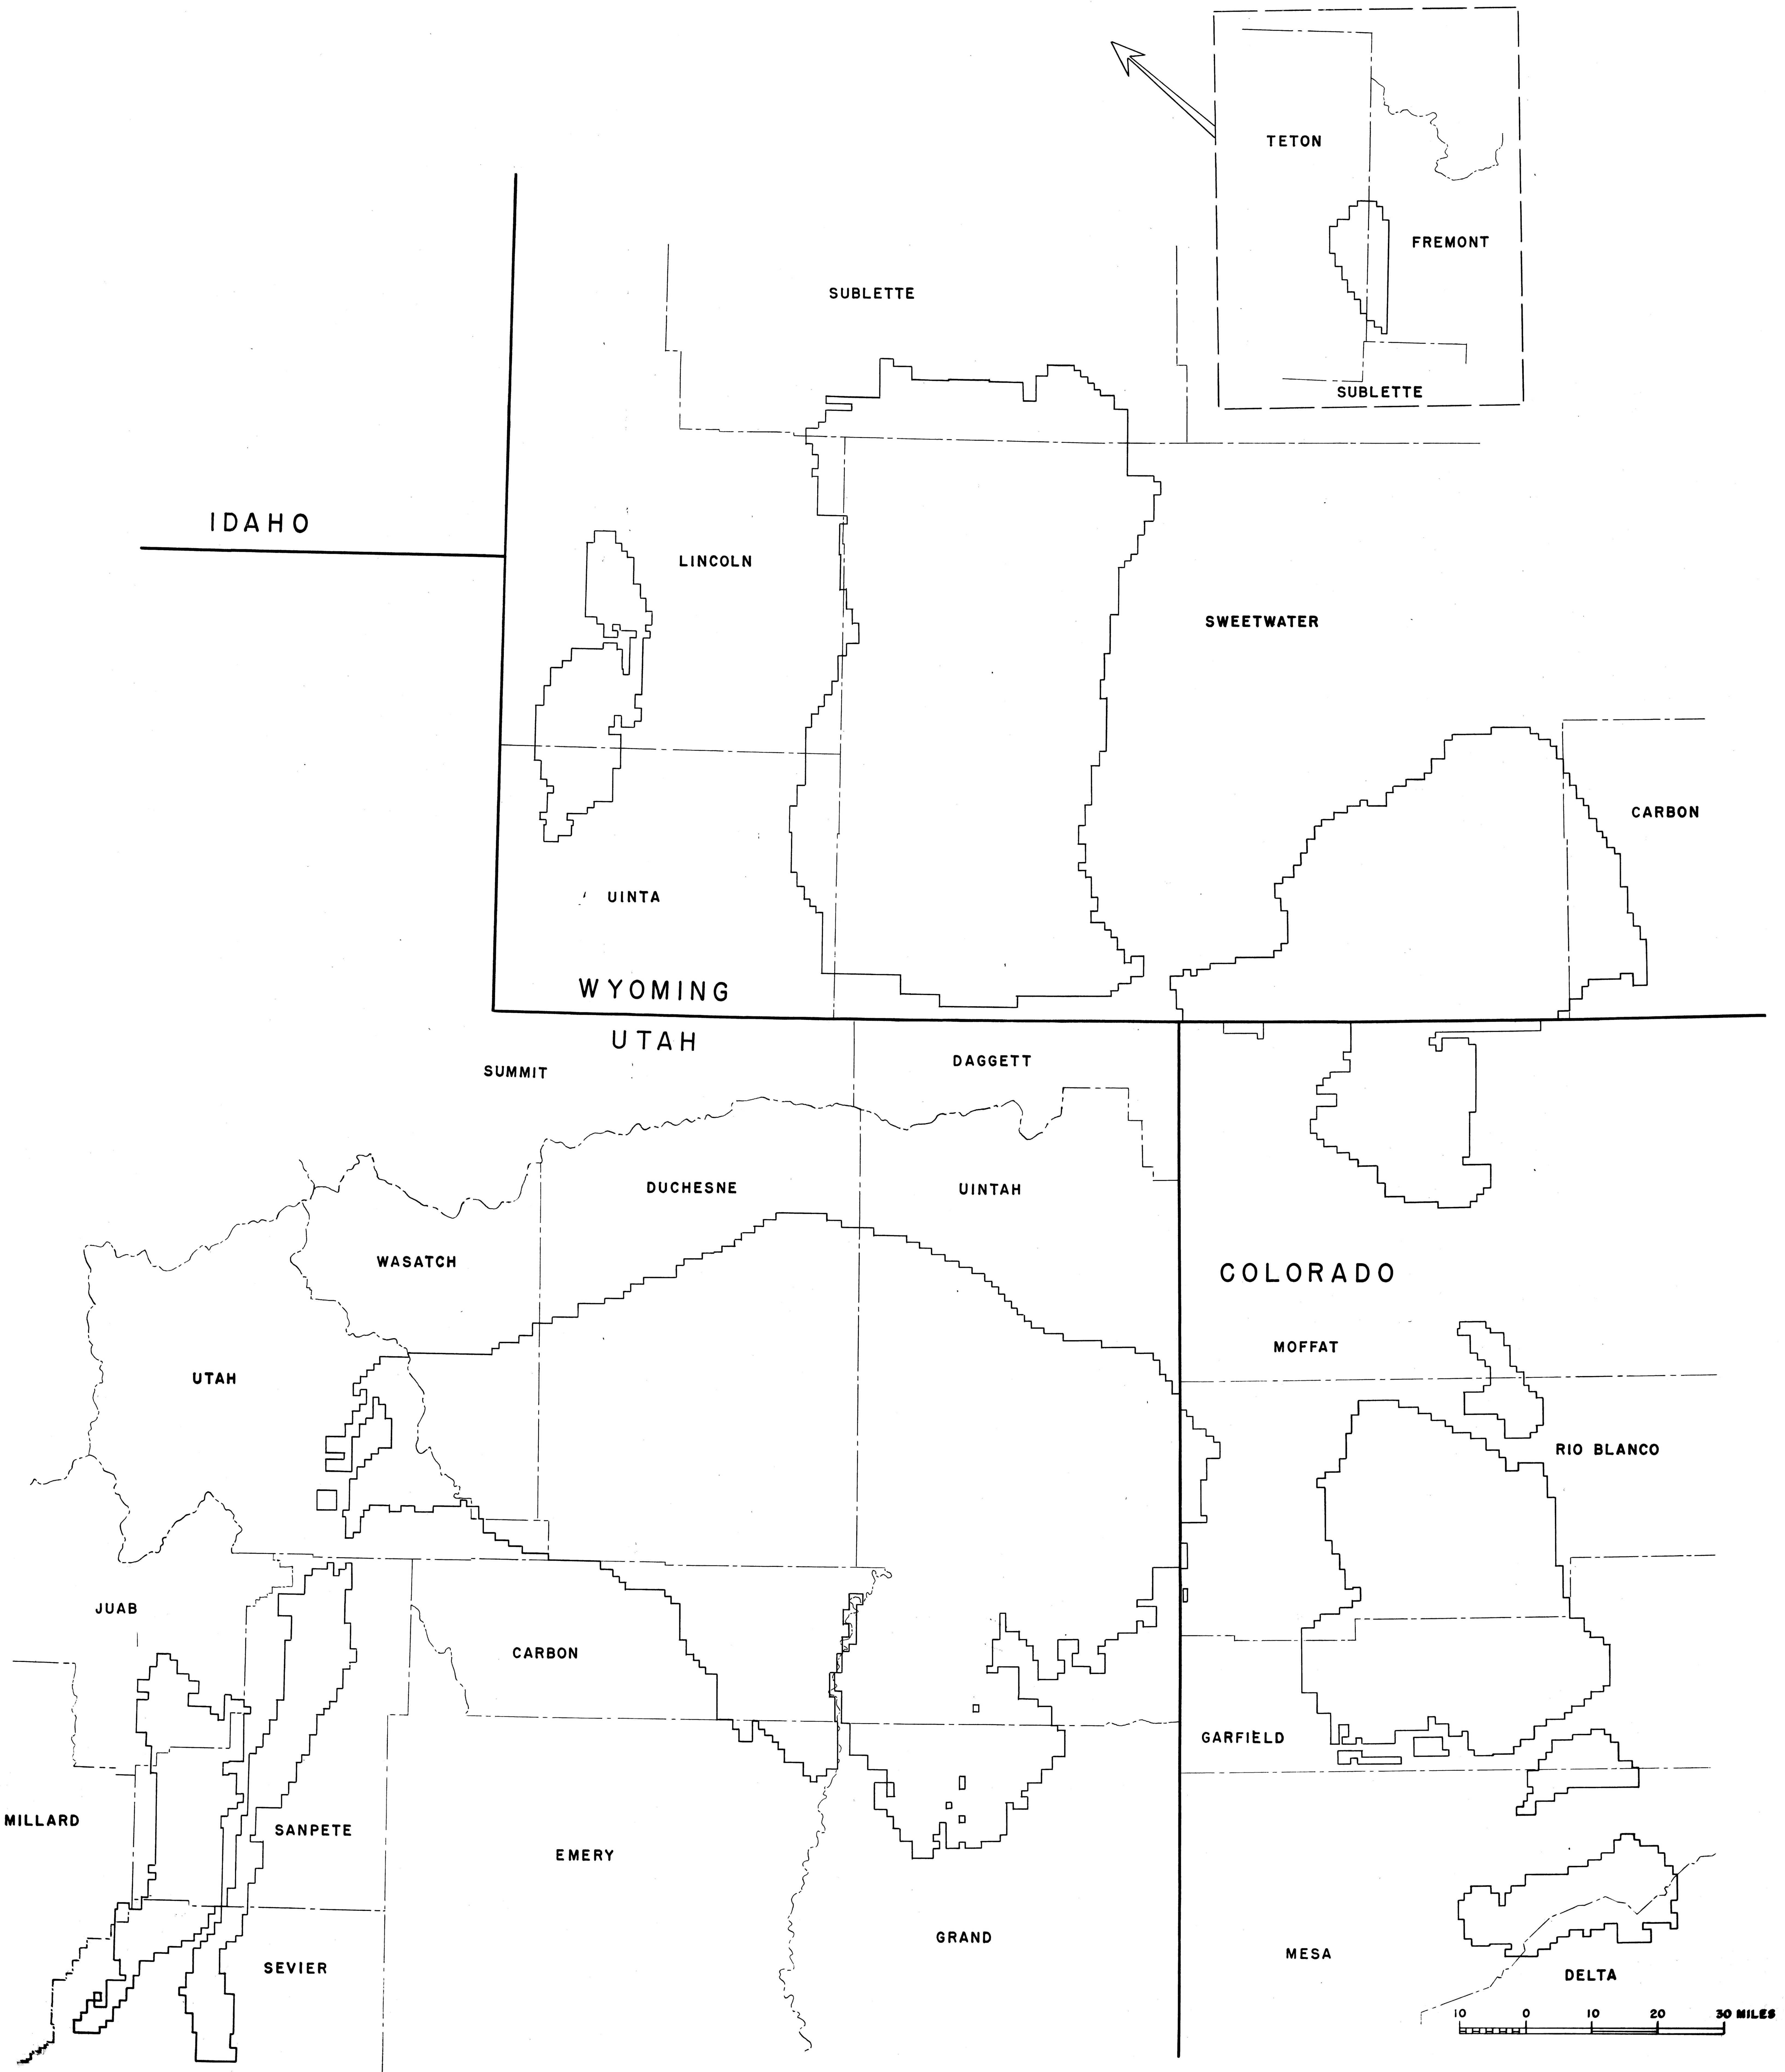 TETON
FREMONT
SUBLETTE
SUBLETTE
IDAHO
LINCOLN
SWEETWATER
CARBON
UINTA
WYOMING
UTAH
SUMMIT
DAGGETT
DUCHESNE
UINTAH
WASATCH
COLORADO
MOFFAT
UTAH
RIO BLANCO
JUAB
CARBON
GARFIELD
MILLARD
SANPETE
EMERY
GRAND
MESA
SEVIER
DELTA
10 0 10 20 30 MILES